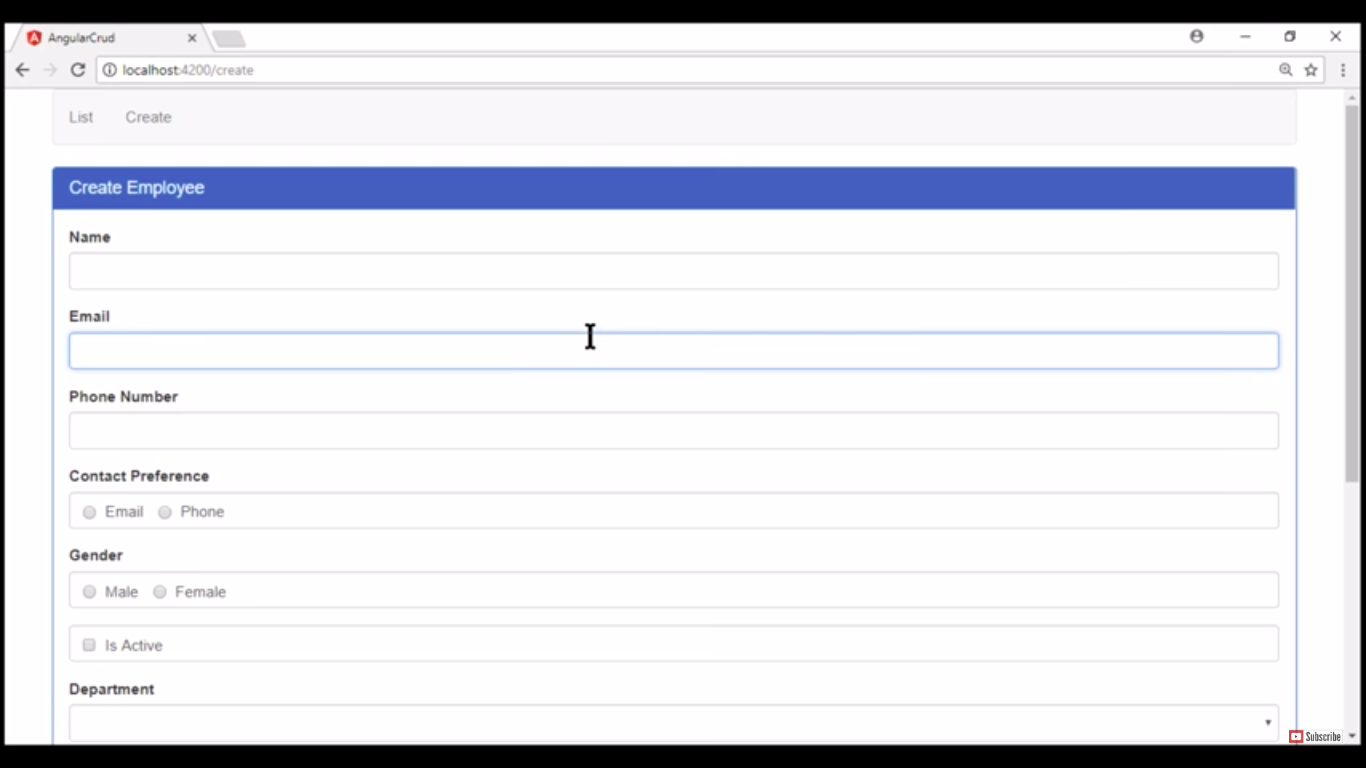 AngularCrud
localhost:4200/create
List Create
Create Employee
Name
Email
Phone Number
Contact Preference
Email Phone
Gender
Male Female
Is Active
Department
Subscribe